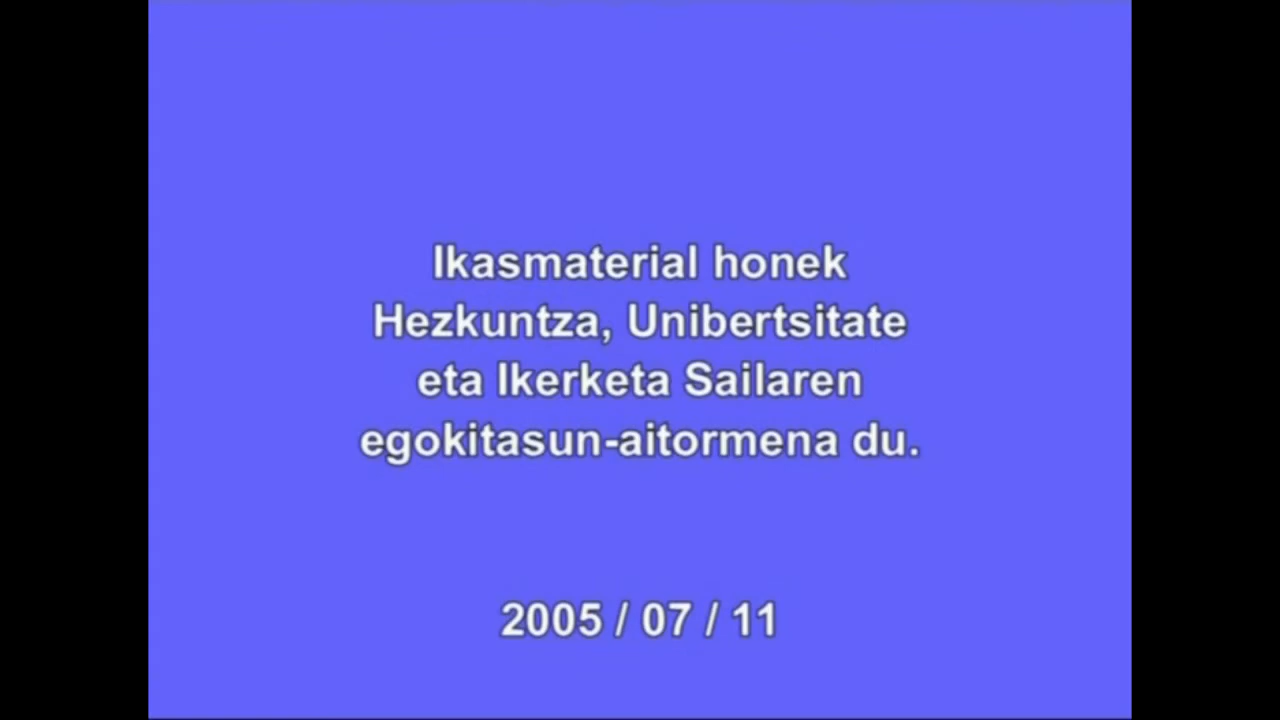 Ikasmaterial honek
Hezkuntza, Unibertsitate
eta Ikerketa Sailaren
egokitasun-aitormena du.
2005 / 07 / 11